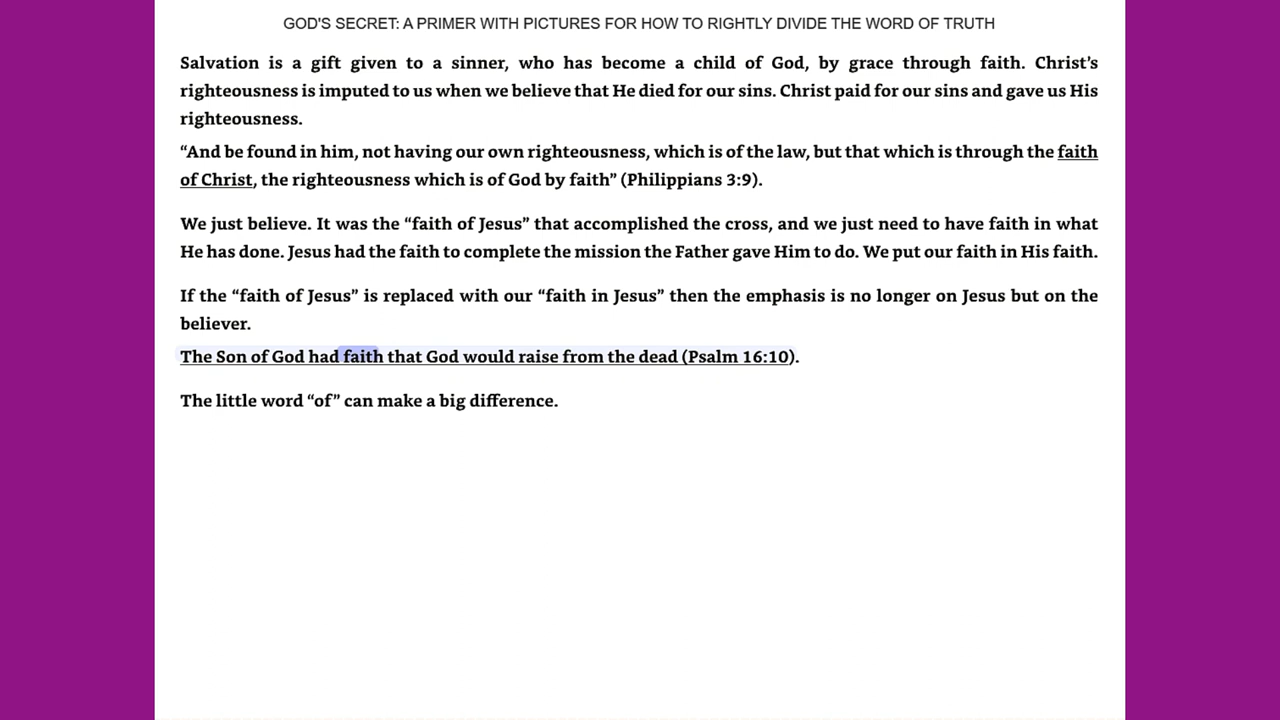 GOD'S SECRET: A PRIMER WITH PICTURES FOR HOW TO RIGHTLY DIVIDE THE WORD OF TRUTH
Salvation is a gift given to a sinner, who has become a child of God, by grace through faith. Christ’s
righteousness is imputed to us when we believe that He died for our sins. Christ paid for our sins and gave us His
righteousness.
“And be found in him, not having our own righteousness, which is of the law, but that which is through the faith
of Christ, the righteousness which is of God by faith” (Philippians 3:9).
We just believe. It was the “faith of Jesus” that accomplished the cross, and we just need to have faith in what
He has done. Jesus had the faith to complete the mission the Father gave Him to do. We put our faith in His faith.
If the “faith of Jesus” is replaced with our “faith in Jesus” then the emphasis is no longer on Jesus but on the
believer.
The Son of God had faith that God would raise from the dead (Psalm 16:10).
The little word “of” can make a big difference.